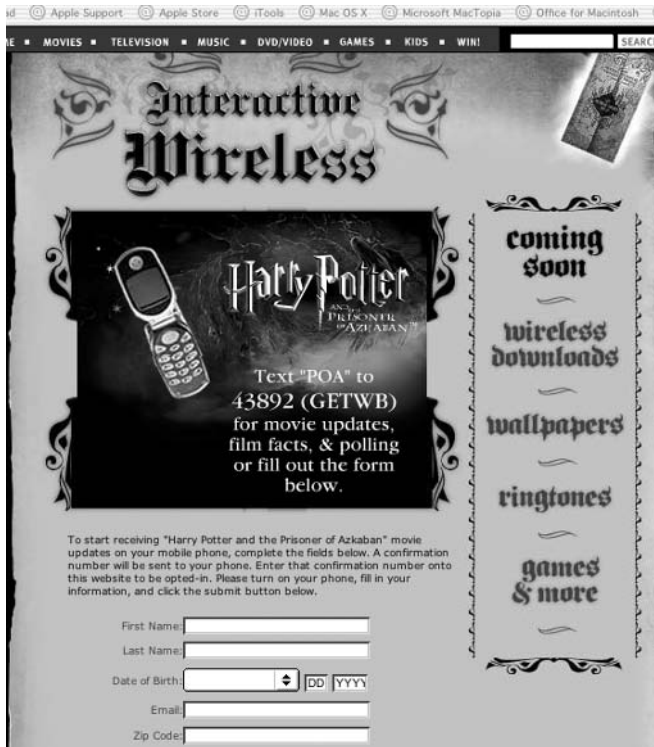 Apple Support Apple Store iTools Mac OS X Microsoft MacTopia Office for Macintosh
MOVIES ■ TELEVISION ■ MUSIC ■ DVD/VIDEO ■ GAMES ■ KIDS ■ WIN!
SEARC
Interactive
Wireless
Harry Potter
AND THE
PRISONER
OF AZKABAN™
Text "POA" to
43892 (GETWB)
for movie updates,
film facts, & polling
or fill out the form
below.
coming
soon
wireless
downloads
wallpapers
ringtones
games
& more
To start receiving "Harry Potter and the Prisoner of Azkaban" movie
updates on your mobile phone, complete the fields below. A confirmation
number will be sent to your phone. Enter that confirmation number onto
this website to be opted-in. Please turn on your phone, fill in your
information, and click the submit button below.
First Name:
Last Name:
Date of Birth: DD YYYY
Email:
Zip Code: